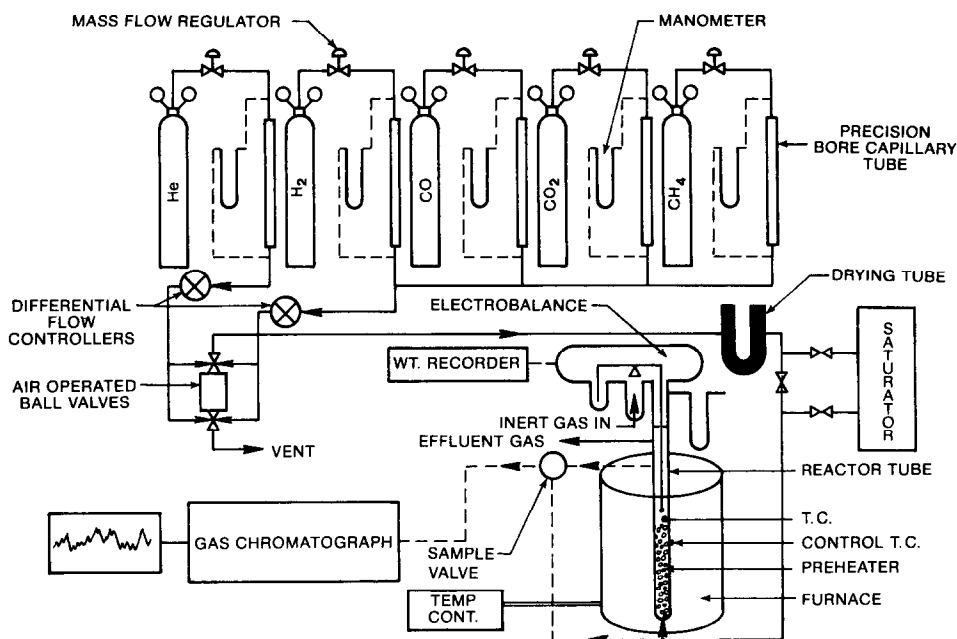 MASS FLOW REGULATOR
MANOMETER
PRECISION
BORE CAPILLARY
TUBE
He
H2
CO
CO2
CH4
DRYING TUBE
DIFFERENTIAL
FLOW
CONTROLLERS
ELECTROBALANCE
SATURATOR
WT. RECORDER
AIR OPERATED
BALL VALVES
INERT GAS IN
VENT
EFFLUENT GAS
REACTOR TUBE
T.C.
GAS CHROMATOGRAPH
SAMPLE
VALVE
CONTROL T.C.
PREHEATER
TEMP
CONT.
FURNACE